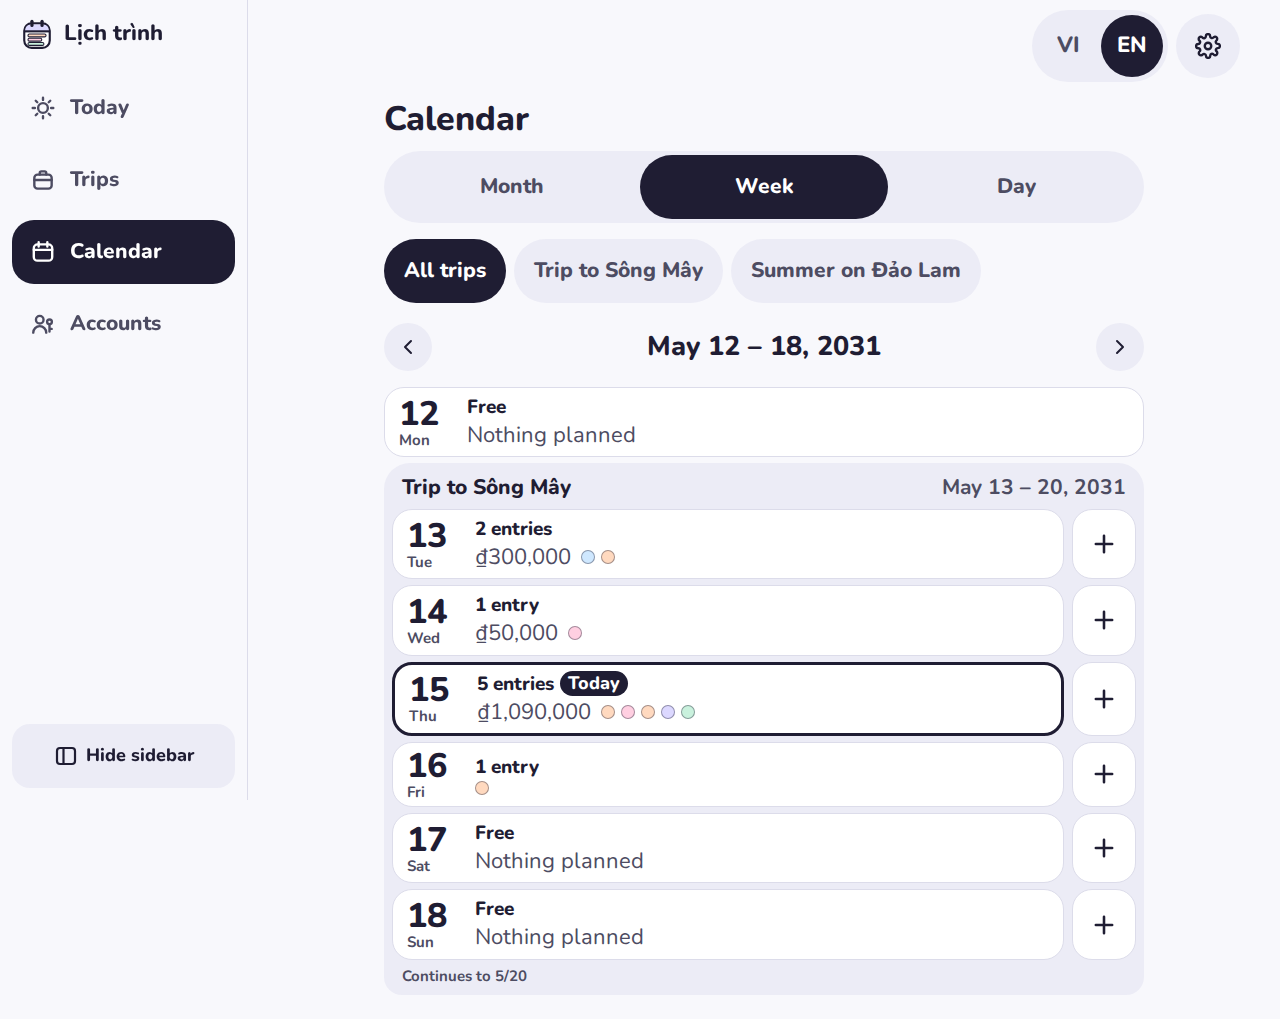 Lịch trình
VI
EN
Today
Trips
Calendar
Accounts
Hide sidebar
Calendar
Month
Week
Day
All trips
Trip to Sông Mây
Summer on Đảo Lam
May 12 – 18, 2031
12
Mon
Free
Nothing planned
Trip to Sông Mây
May 13 – 20, 2031
13
Tue
2 entries
₫300,000
14
Wed
1 entry
₫50,000
15
Thu
5 entries
Today
₫1,090,000
16
Fri
1 entry
17
Sat
Free
Nothing planned
18
Sun
Free
Nothing planned
Continues to 5/20